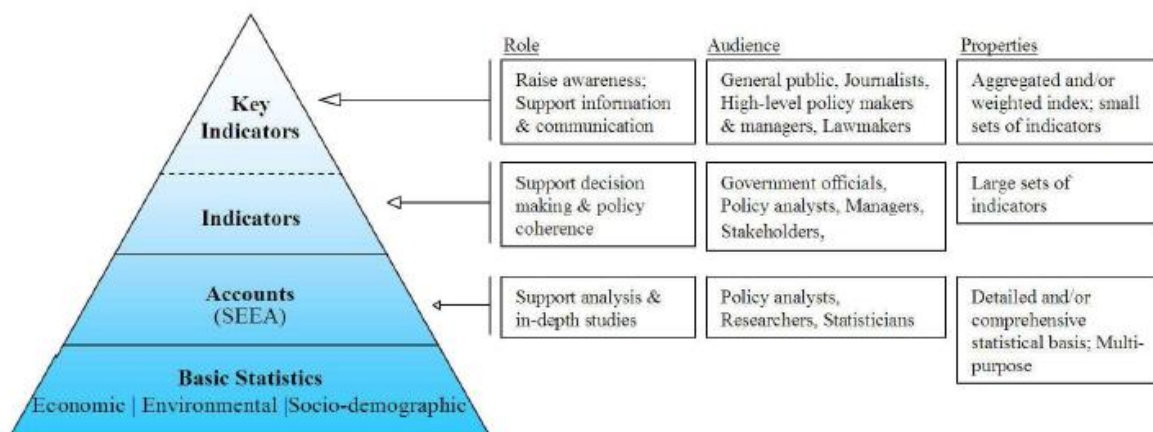 Key
Indicators
Indicators
Accounts
(SEEA)
Basic Statistics
Economic | Environmental |Socio-demographic
Role
Audience
Properties
Raise awareness;
Support information
& communication
General public, Journalists,
High-level policy makers
& managers, Lawmakers
Aggregated and/or
weighted index; small
sets of indicators
Support decision
making & policy
coherence
Government officials,
Policy analysts, Managers,
Stakeholders,
Large sets of
indicators
Support analysis &
in-depth studies
Policy analysts,
Researchers, Statisticians
Detailed and/or
comprehensive
statistical basis; Multi-
purpose